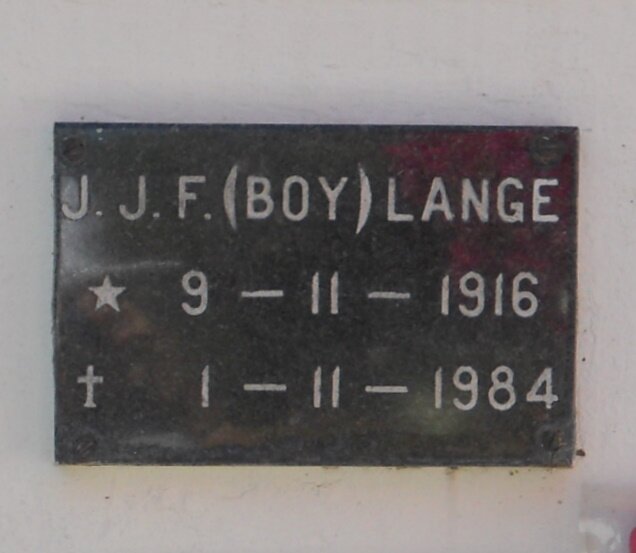 J. J. F. (BOY) LANGE
★ 9 - 11 - 1916
✝ 1 - 11 - 1984